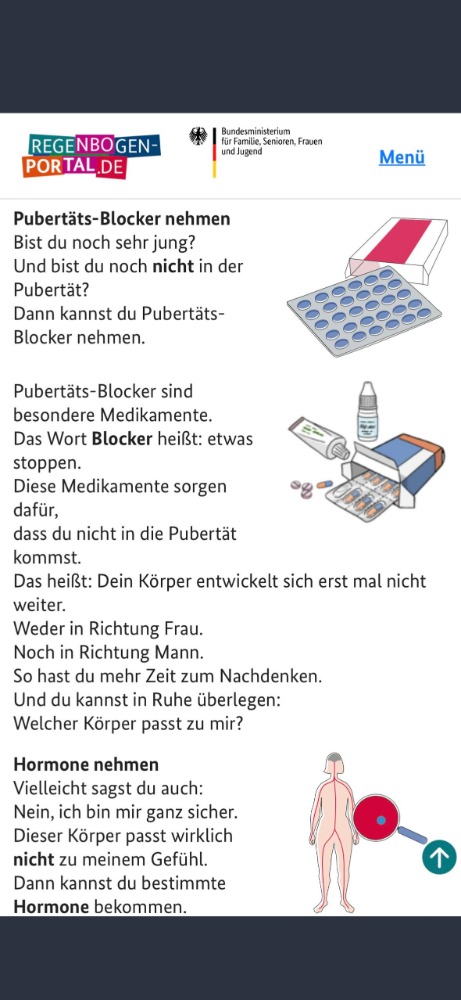 REGENBOGEN-
PORTAL.DE
Bundesministerium
für Familie, Senioren, Frauen
und Jugend
Menü
Pubertäts-Blocker nehmen
Bist du noch sehr jung?
Und bist du noch nicht in der
Pubertät?
Dann kannst du Pubertäts-
Blocker nehmen.
Pubertäts-Blocker sind
besondere Medikamente.
Das Wort Blocker heißt: etwas
stoppen.
Diese Medikamente sorgen
dafür,
dass du nicht in die Pubertät
kommst.
Das heißt: Dein Körper entwickelt sich erst mal nicht
weiter.
Weder in Richtung Frau.
Noch in Richtung Mann.
So hast du mehr Zeit zum Nachdenken.
Und du kannst in Ruhe überlegen:
Welcher Körper passt zu mir?
Hormone nehmen
Vielleicht sagst du auch:
Nein, ich bin mir ganz sicher.
Dieser Körper passt wirklich
nicht zu meinem Gefühl.
Dann kannst du bestimmte
Hormone bekommen.